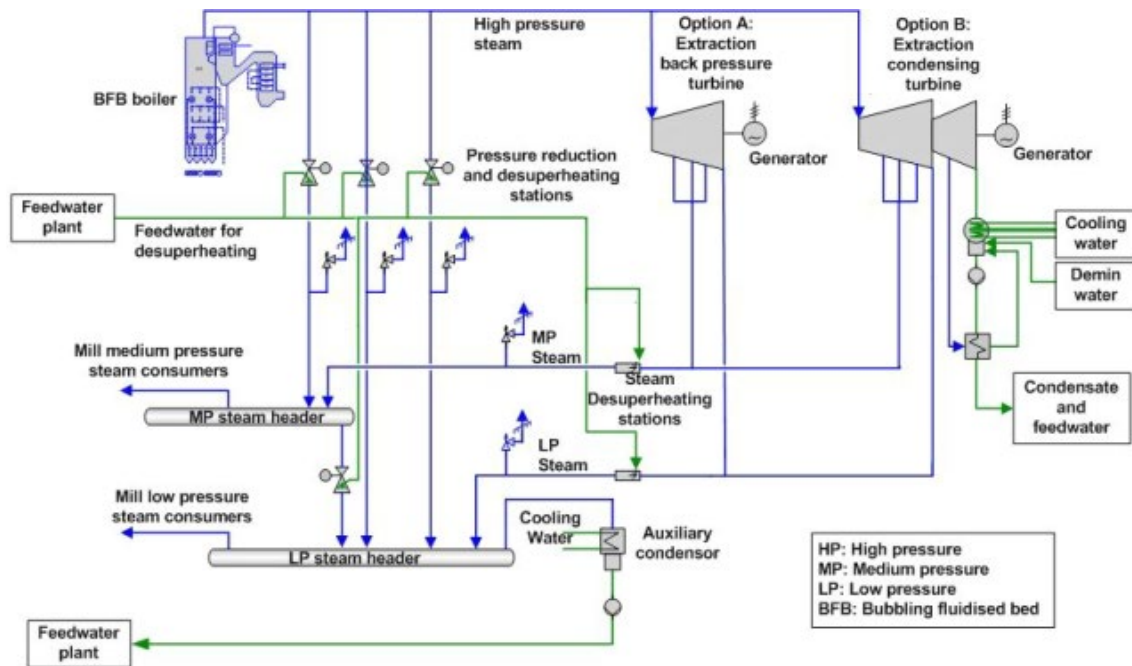 High pressure
steam
Option A:
Extraction
back pressure
turbine
Option B:
Extraction
condensing
turbine
BFB boiler
Generator
Generator
Pressure reduction
and desuperheating
stations
Feedwater
plant
Feedwater for
desuperheating
Cooling
water
Demin
water
MP
Steam
Mill medium pressure
steam consumers
Steam
Desuperheating
stations
Condensate
and
feedwater
MP steam header
LP
Steam
Mill low pressure
steam consumers
Cooling
Water
Auxiliary
condensor
LP steam header
HP: High pressure
MP: Medium pressure
LP: Low pressure
BFB: Bubbling fluidised bed
Feedwater
plant